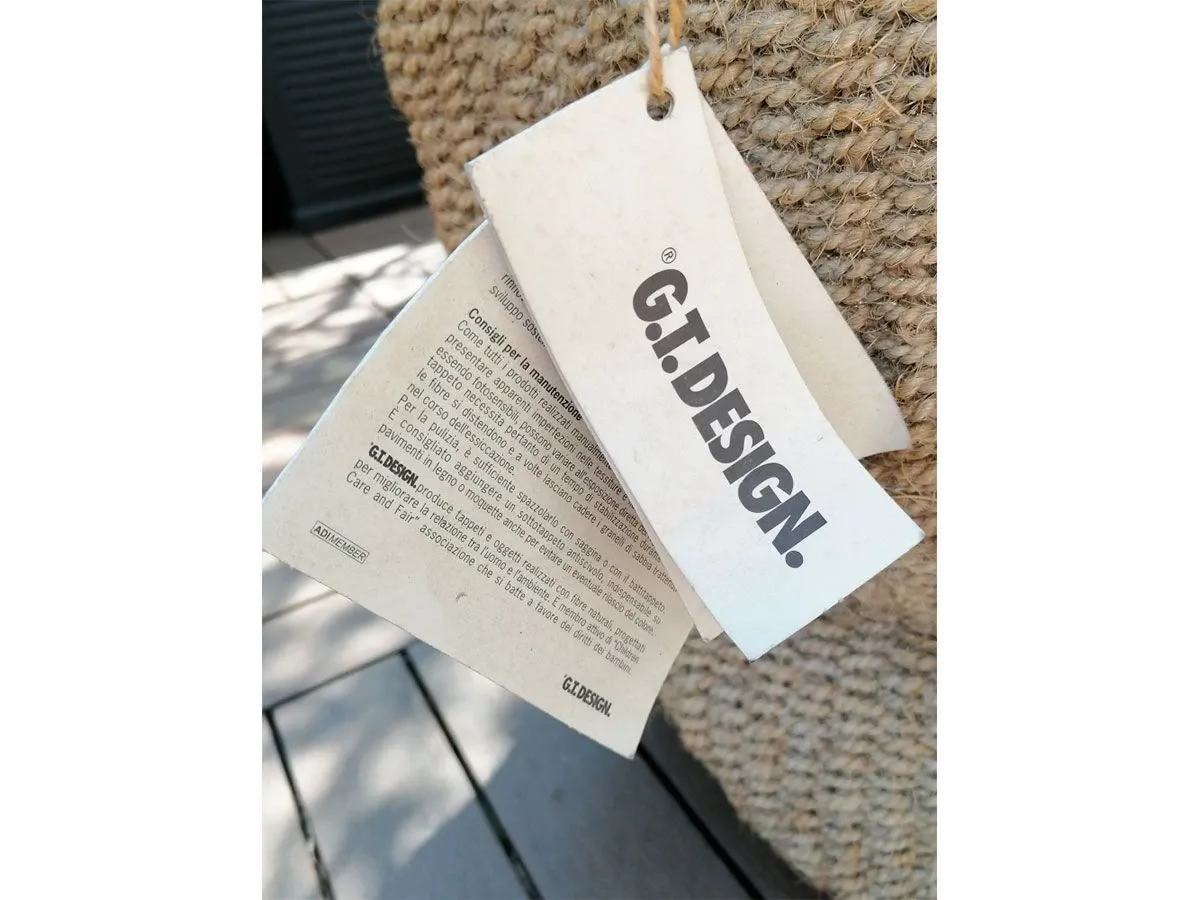 ®
G.T.DESIGN.
sviluppo
Consigli per la manutenzione
Come tutti i prodotti realizzati manualmente
presentare apparenti imperfezioni nelle tessiture e
essendo fotosensibili, possono variare all'esposizione diretta
tappeto necessita pertanto di un tempo di stabilizzazione
le fibre si distendono e a volte lasciano cadere i granelli di sabbia
nel corso dell'essiccazione.
Per la pulizia, è sufficiente spazzolarlo con saggina o con il battitappeto.
È consigliato aggiungere un sottotappeto antiscivolo, indispensabile su
pavimenti in legno o moquette anche per evitare un eventuale rilascio del colore.
G.T.DESIGN. produce tappeti e oggetti realizzati con fibre naturali, progettati
per migliorare la relazione tra l'uomo e l'ambiente. È membro attivo di "Children
Care and Fair" associazione che si batte a favore dei diritti dei bambini.
ADIMEMBER
G.T.DESIGN.